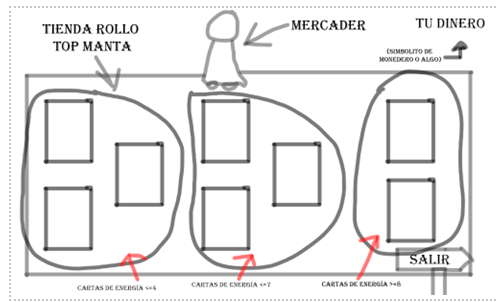 TIENDA ROLLO
TOP MANTA
MERCADER
TU DINERO
(SIMBOLITO DE
MONEDERO O ALGO)
SALIR
CARTAS DE ENERGÍA <=4
CARTAS DE ENERGÍA <=7
CARTAS DE ENERGÍA >=8